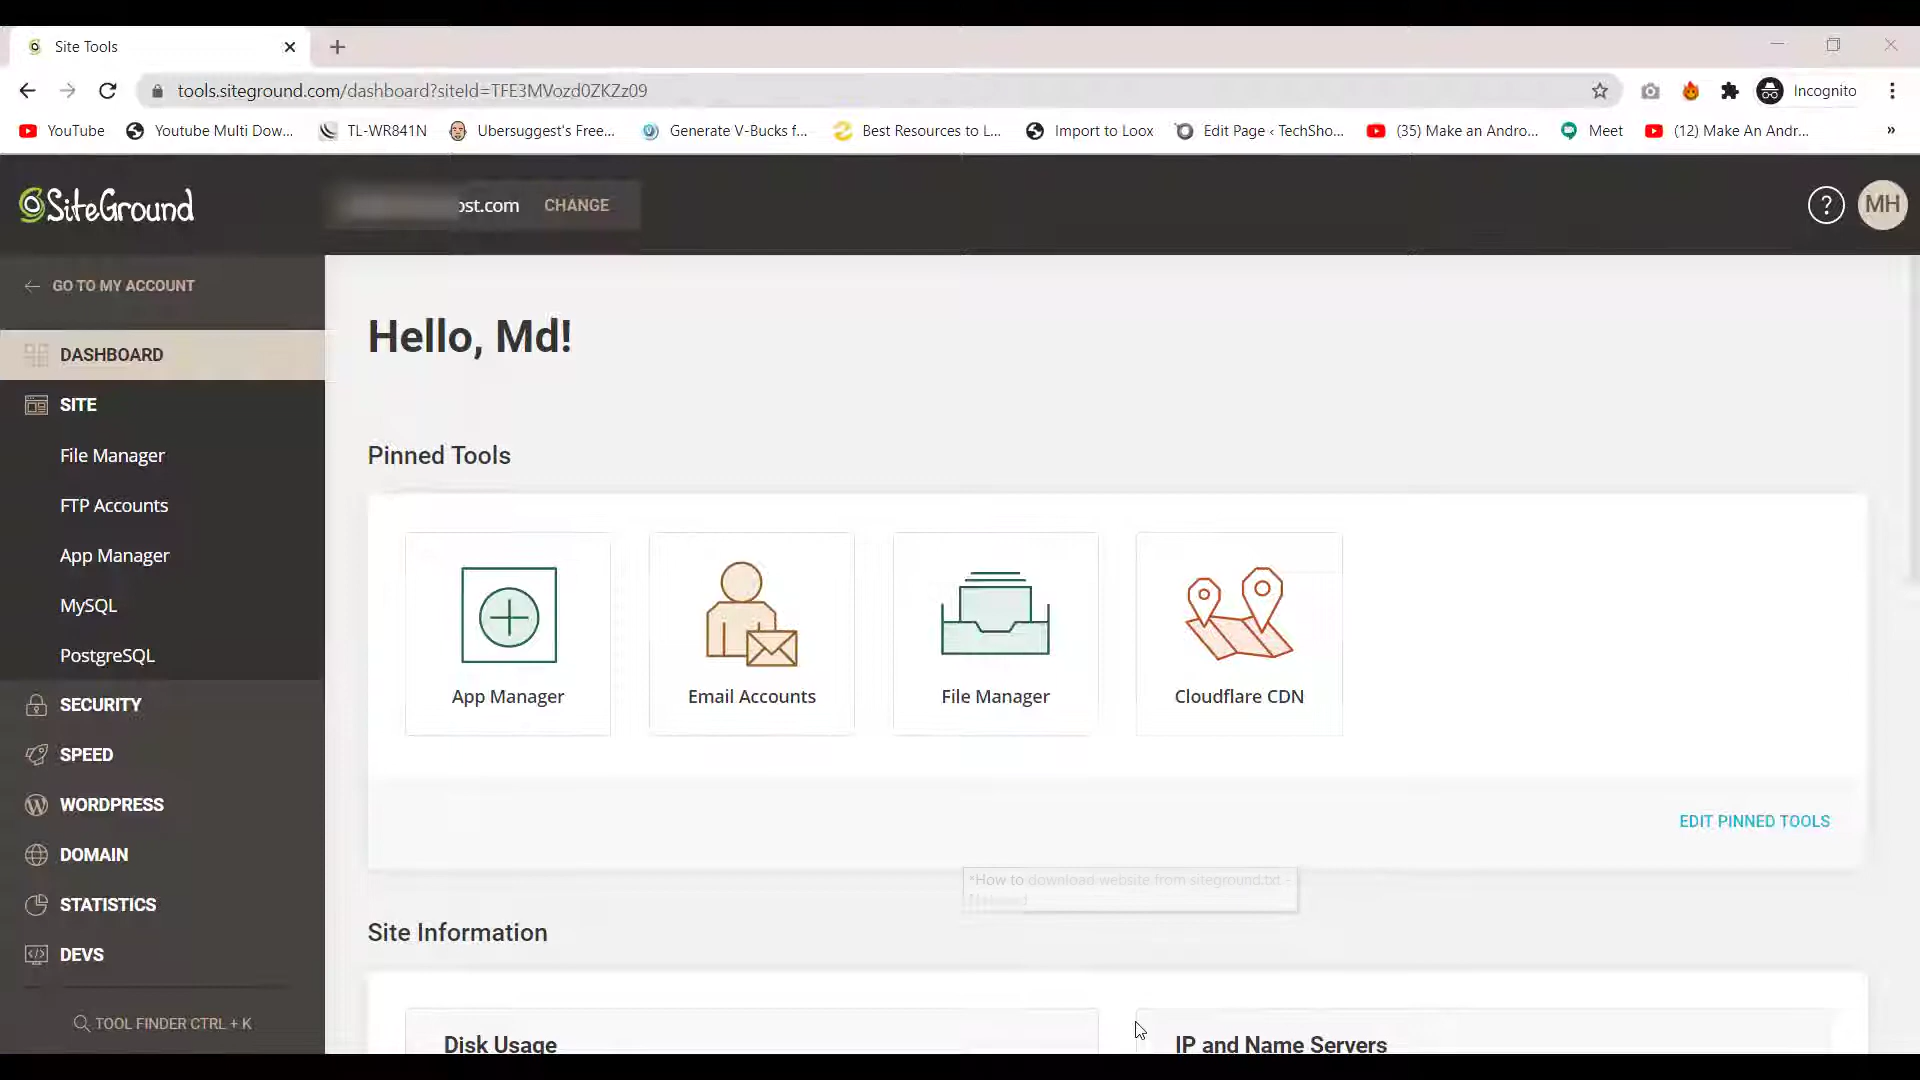 Site Tools
tools.siteground.com/dashboard?siteId=TFE3MVozd0ZKZz09
Incognito
YouTube
Youtube Multi Dow...
TL-WR841N
Ubersuggest's Free...
Generate V-Bucks f...
Best Resources to L...
Import to Loox
Edit Page ‹ TechSho...
(35) Make an Andro...
Meet
(12) Make An Andr...
»
SiteGround
ost.com
CHANGE
?
MH
GO TO MY ACCOUNT
DASHBOARD
SITE
File Manager
FTP Accounts
App Manager
MySQL
PostgreSQL
SECURITY
SPEED
WORDPRESS
DOMAIN
STATISTICS
DEVS
TOOL FINDER CTRL + K
Hello, Md!
Pinned Tools
App Manager
Email Accounts
File Manager
Cloudflare CDN
EDIT PINNED TOOLS
*How to download website from siteground.txt -
Site Information
Disk Usage
IP and Name Servers